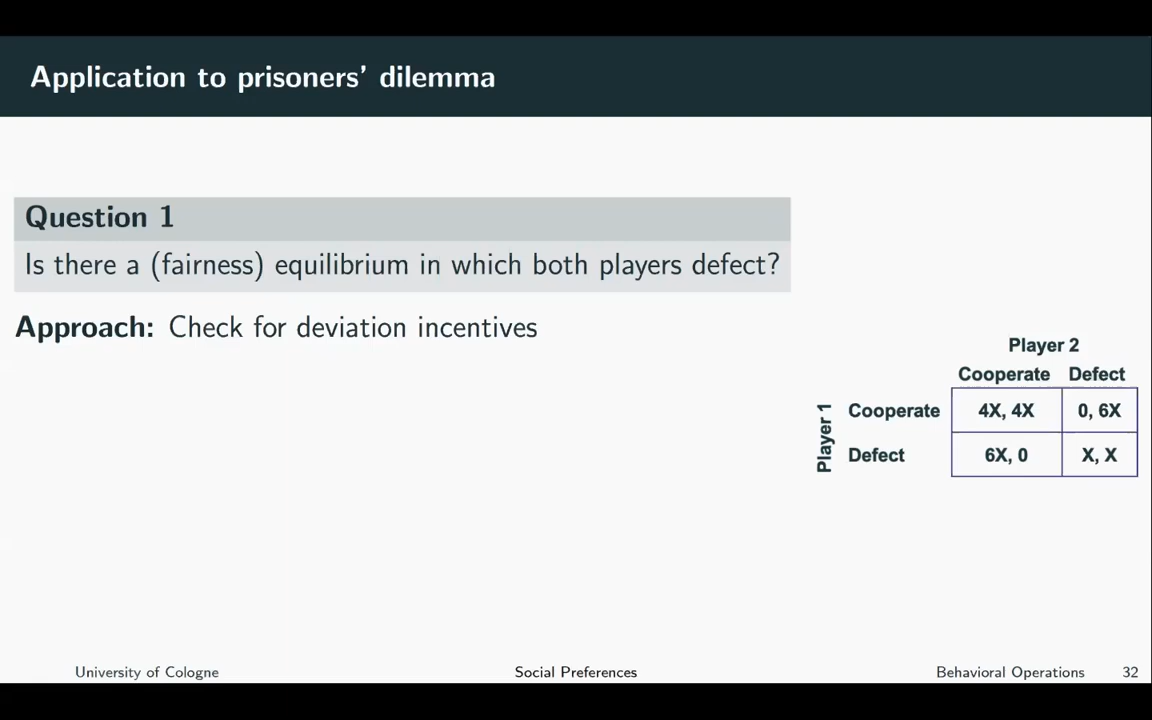 Application to prisoners' dilemma
Question 1
Is there a (fairness) equilibrium in which both players defect?
Approach: Check for deviation incentives
Player 2
Cooperate Defect
Player 1
Cooperate 4X, 4X 0, 6X
Defect 6X, 0 X, X
University of Cologne Social Preferences Behavioral Operations 32